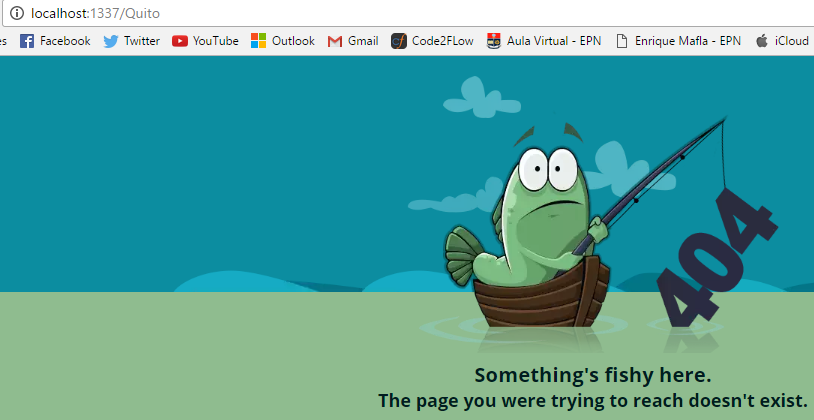 localhost:1337/Quito
es Facebook Twitter YouTube Outlook Gmail Code2FLow Aula Virtual - EPN Enrique Mafla - EPN iCloud
404
Something's fishy here.
The page you were trying to reach doesn't exist.